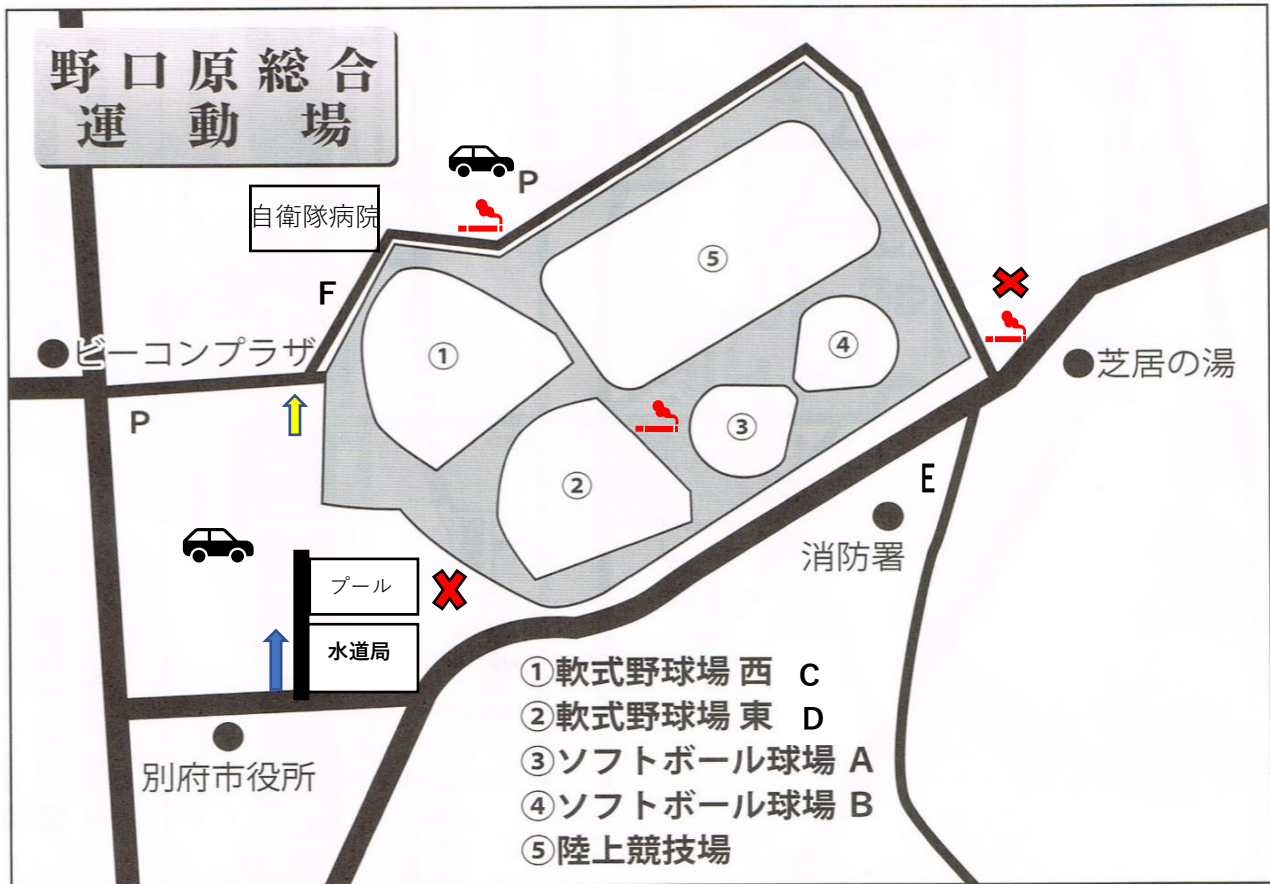 野口原総合
運動場
P
自衛隊病院
F
⑤
ビーコンプラザ
①
④
芝居の湯
P
③
②
E
消防署
プール
水道局
別府市役所
①軟式野球場 西 C
②軟式野球場 東 D
③ソフトボール球場 A
④ソフトボール球場 B
⑤陸上競技場